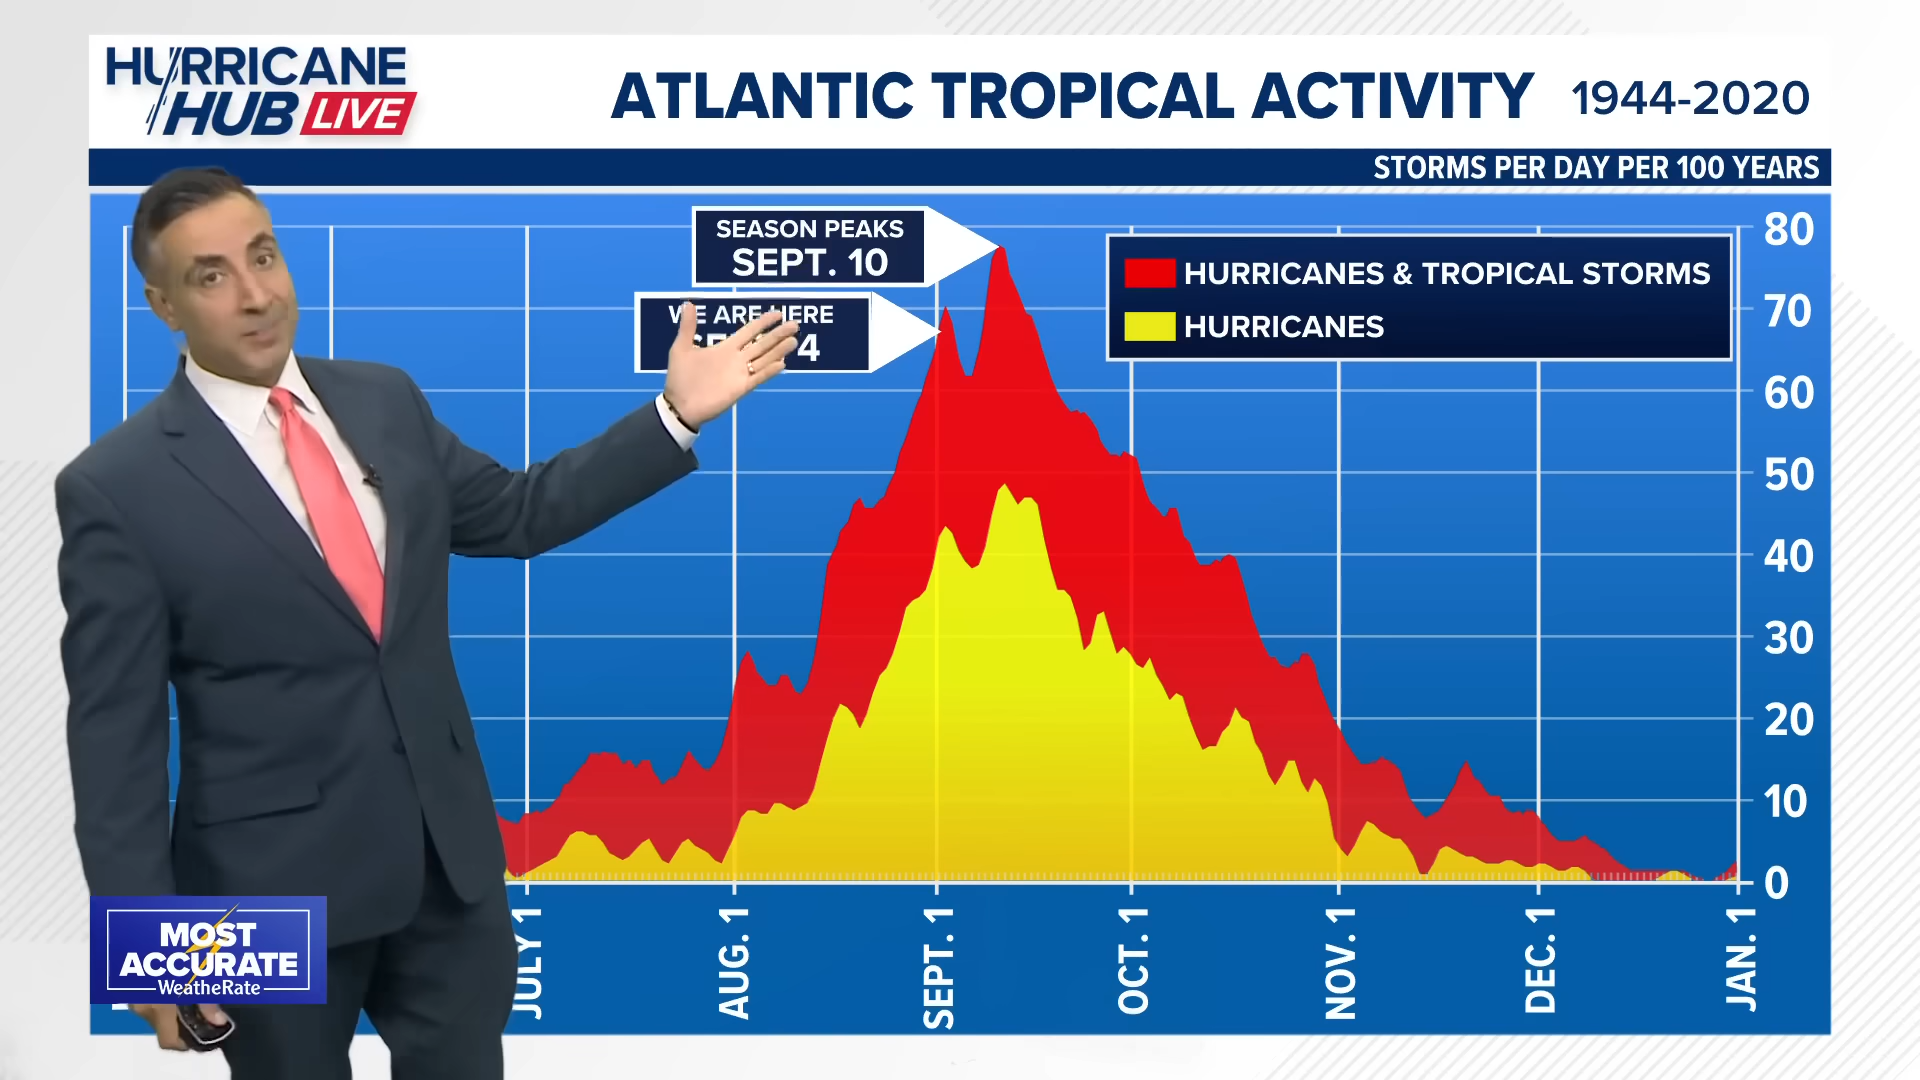 HURRICANE
HUB LIVE
ATLANTIC TROPICAL ACTIVITY 1944-2020
STORMS PER DAY PER 100 YEARS
SEASON PEAKS
SEPT. 10
WE ARE HERE
4
HURRICANES & TROPICAL STORMS
HURRICANES
80
70
60
50
40
30
20
10
0
JULY 1
AUG. 1
SEPT. 1
OCT. 1
NOV. 1
DEC. 1
JAN. 1
MOST
ACCURATE
WeatheRate